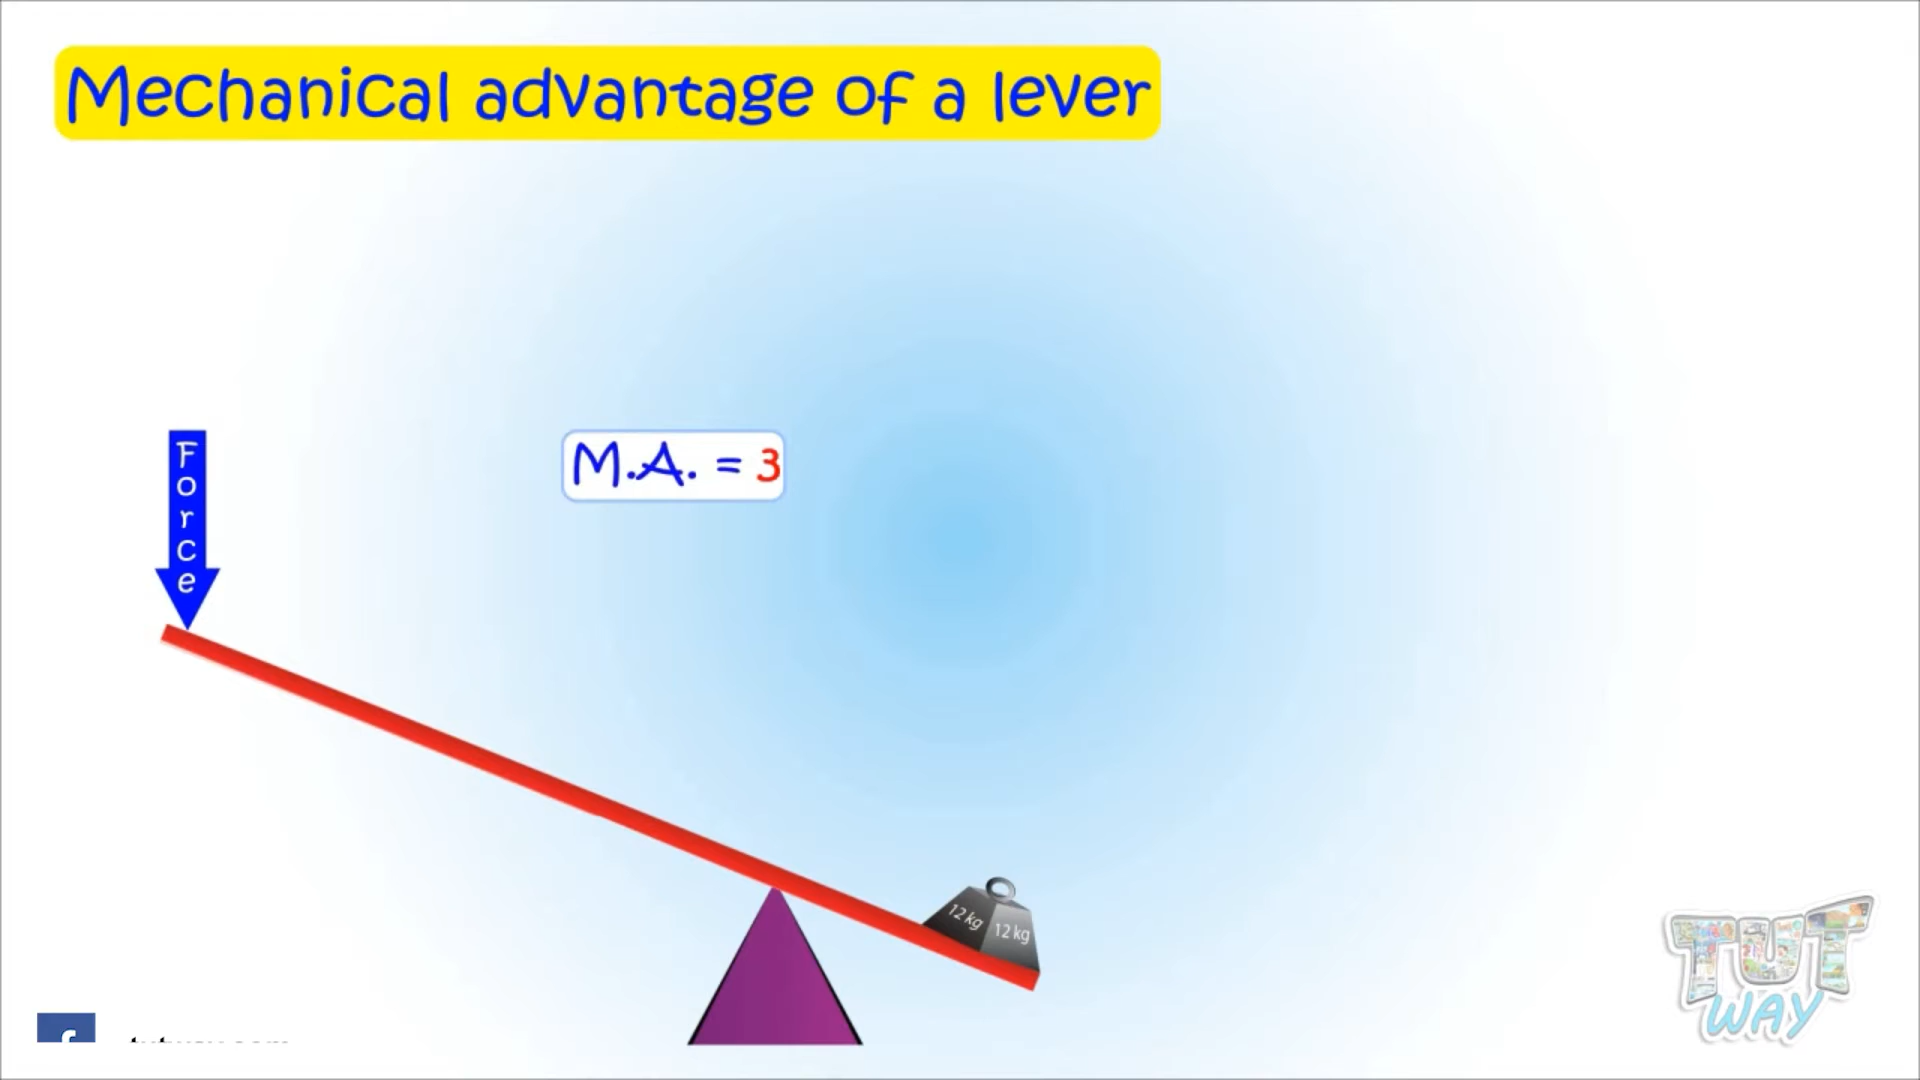 Mechanical advantage of a lever
Force
M.A. = 3
12 kg
12 kg
TUT
WAY